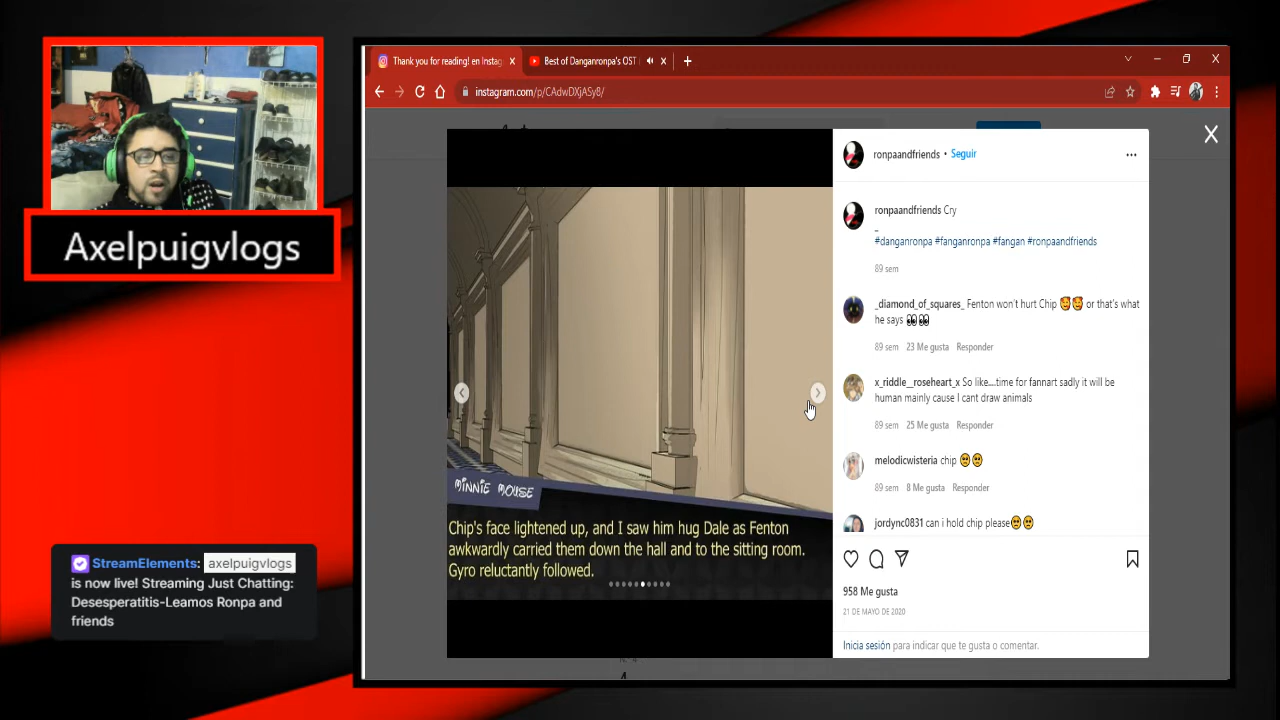 Thank you for reading! en Instag
Best of Danganronpa's OST
instagram.com/p/CAdwDXjASy8/
ronpaandfriends • Seguir
ronpaandfriends Cry
_
#danganronpa #fanganronpa #fangan #ronpaandfriends
89 sem
_diamond_of_squares_ Fenton won't hurt Chip 🥰🥰 or that's what
he says 👀👀
89 sem 23 Me gusta Responder
x_riddle__roseheart_x So like....time for fannart sadly it will be
human mainly cause I cant draw animals
89 sem 25 Me gusta Responder
melodicwisteria chip 🥺🥺
89 sem 8 Me gusta Responder
jordync0831 can i hold chip please🥺🥺
958 Me gusta
21 DE MAYO DE 2020
Inicia sesión para indicar que te gusta o comentar.
MINNIE MOUSE
Chip's face lightened up, and I saw him hug Dale as Fenton
awkwardly carried them down the hall and to the sitting room.
Gyro reluctantly followed.
Axelpuigvlogs
StreamElements: axelpuigvlogs
is now live! Streaming Just Chatting:
Desesperatitis-Leamos Ronpa and
friends